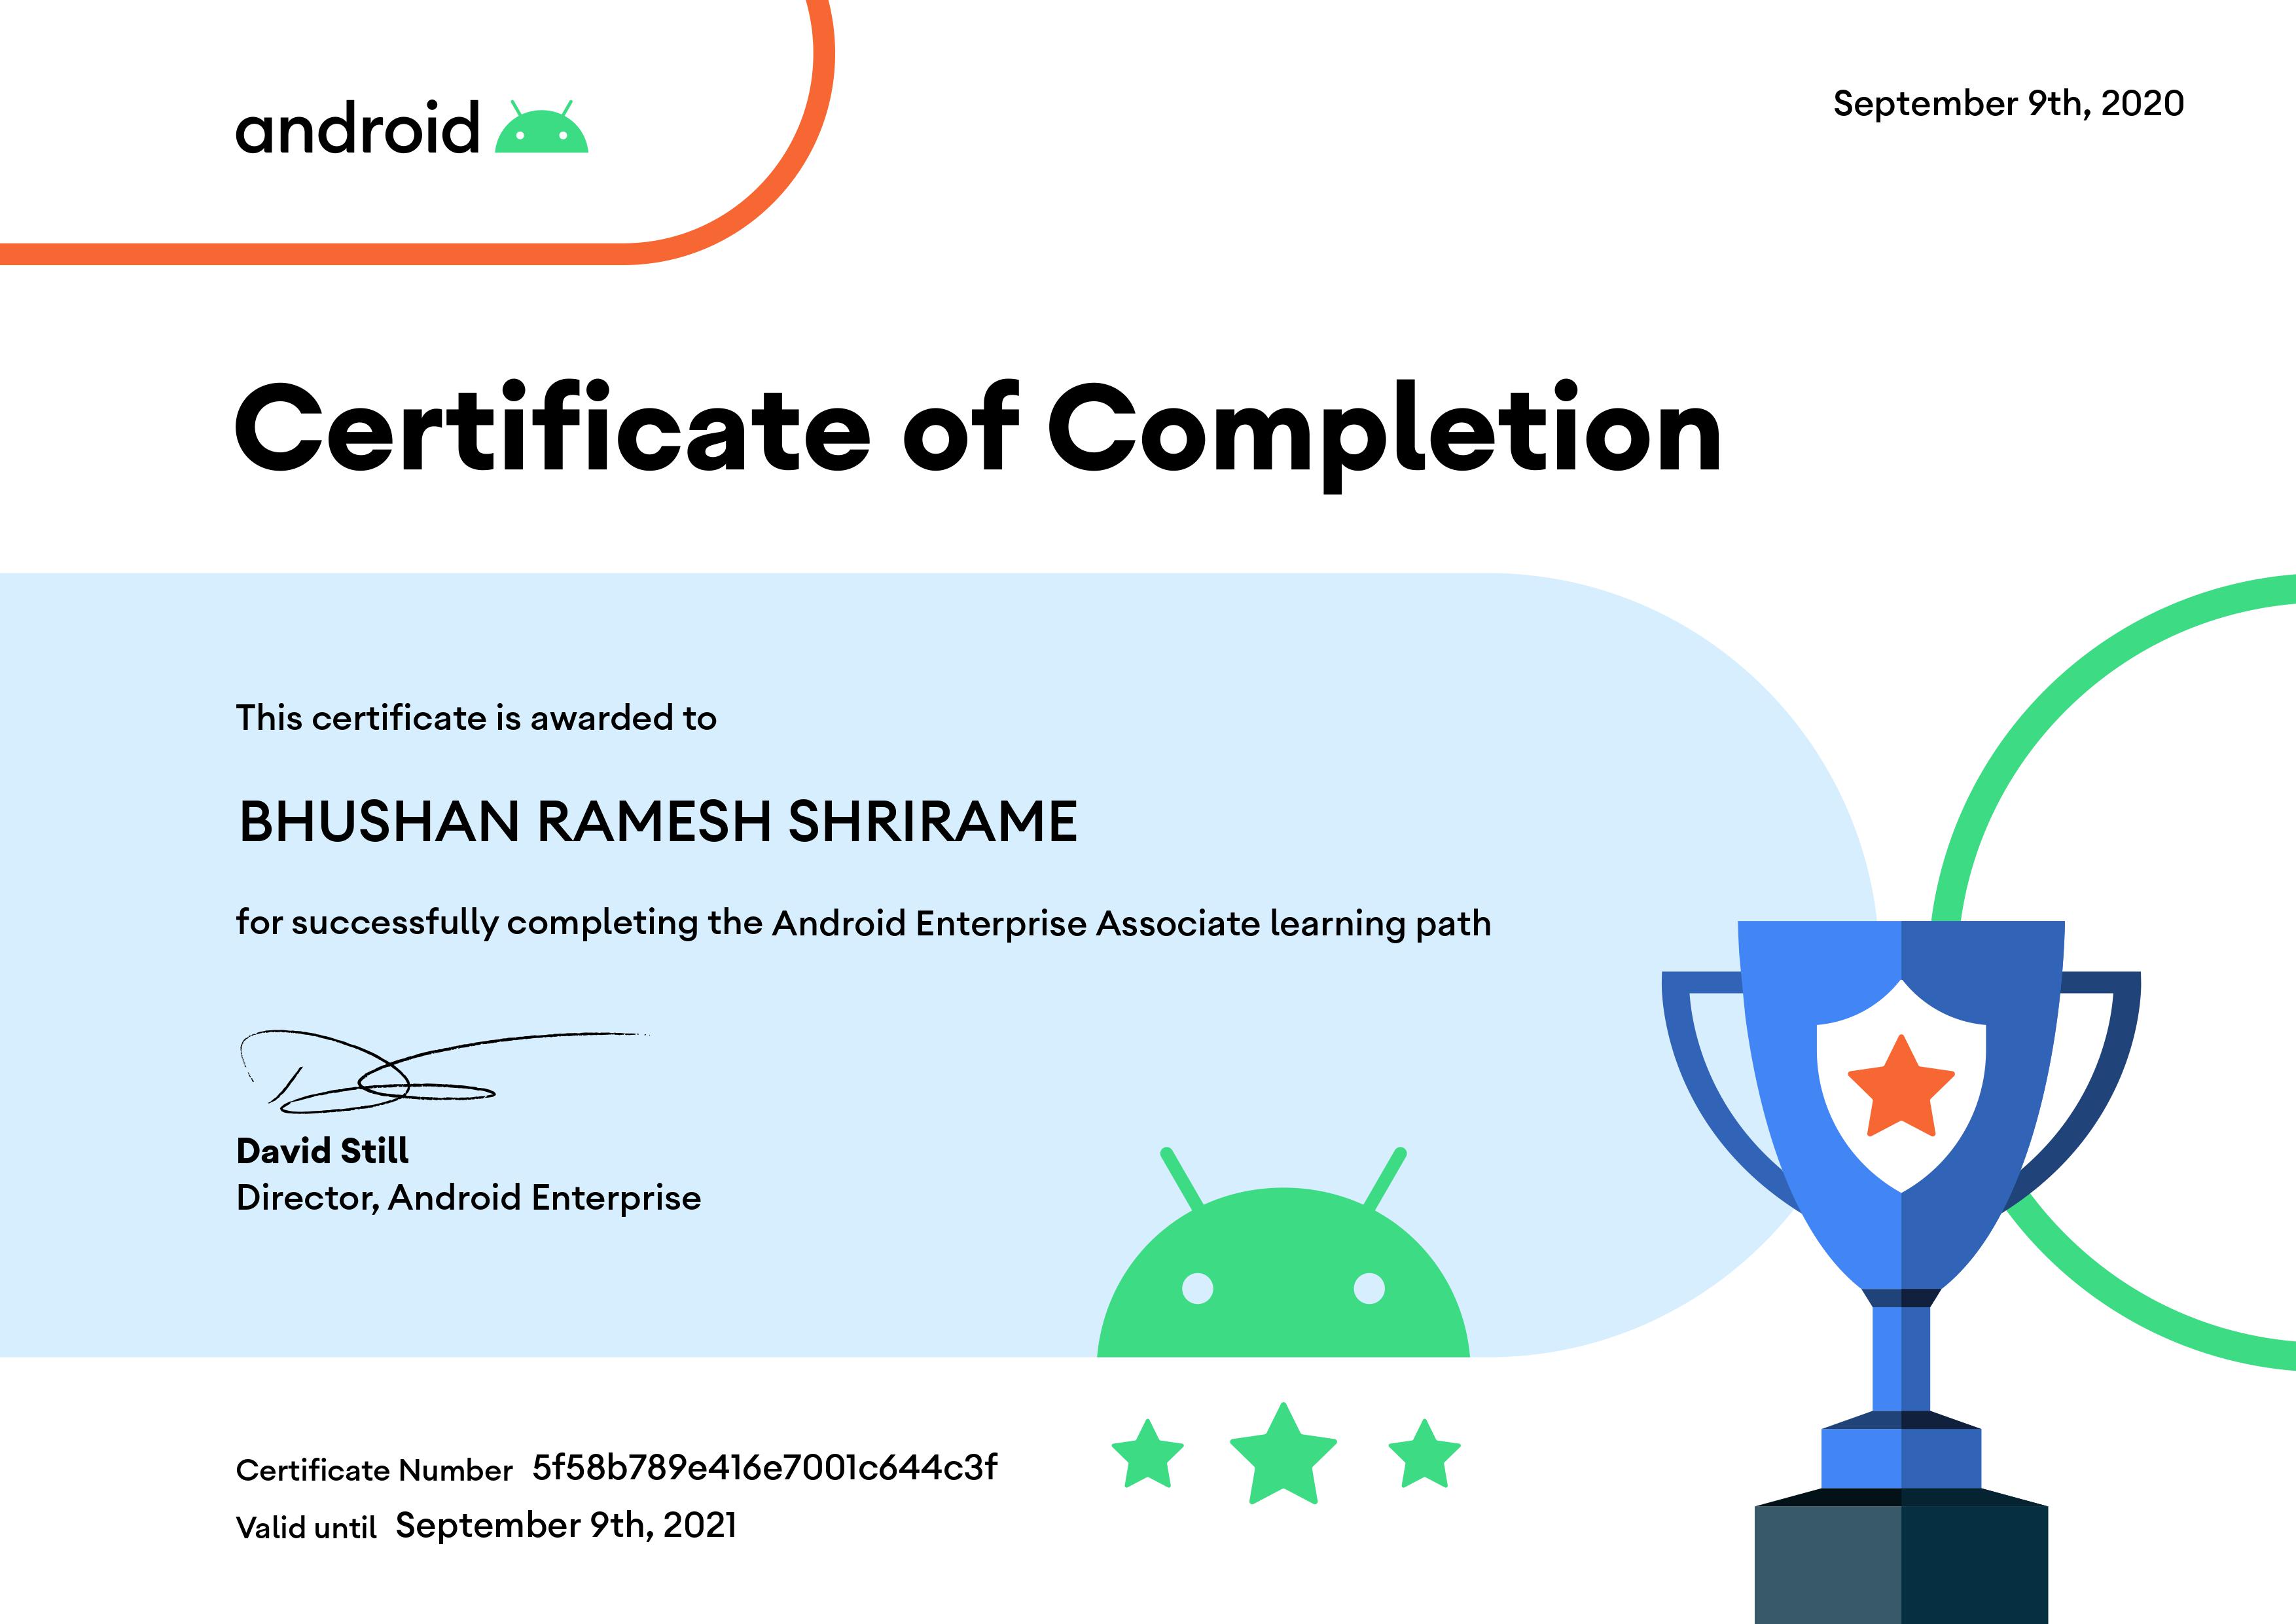 android
September 9th, 2020
Certificate of Completion
This certificate is awarded to
BHUSHAN RAMESH SHRIRAME
for successfully completing the Android Enterprise Associate learning path
David Still
Director, Android Enterprise
Certificate Number 5f58b789e416e7001c644c3f
Valid until September 9th, 2021